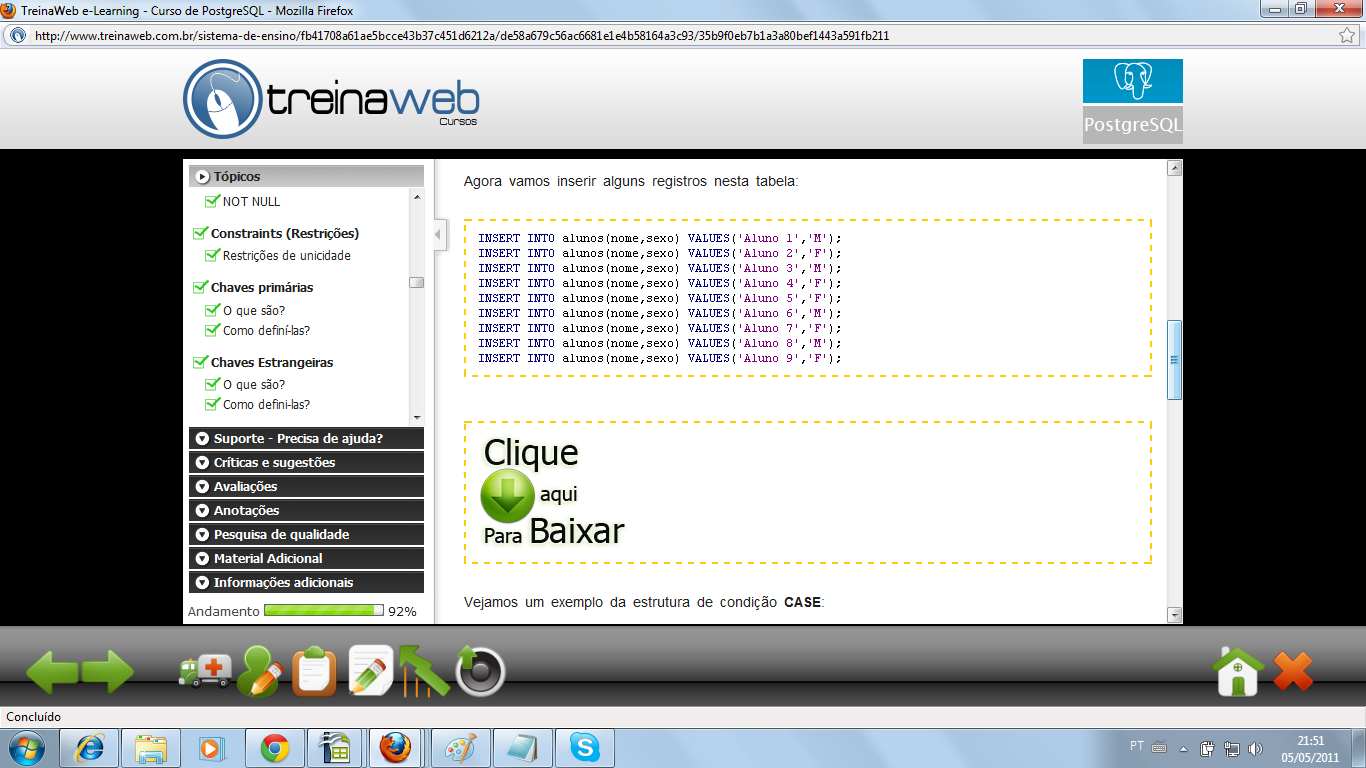 TreinaWeb e-Learning - Curso de PostgreSQL - Mozilla Firefox
http://www.treinaweb.com.br/sistema-de-ensino/fb41708a61ae5bcce43b37c451d6212a/de58a679c56ac6681e1e4b58164a3c93/35b9f0eb7b1a3a80bef1443a591fb211
treinaweb
Cursos
PostgreSQL
Tópicos
NOT NULL
Constraints (Restrições)
Restrições de unicidade
Chaves primárias
O que são?
Como definí-las?
Chaves Estrangeiras
O que são?
Como defini-las?
Suporte - Precisa de ajuda?
Críticas e sugestões
Avaliações
Anotações
Pesquisa de qualidade
Material Adicional
Informações adicionais
Andamento 92%
Agora vamos inserir alguns registros nesta tabela:
INSERT INTO alunos(nome,sexo) VALUES('Aluno 1','M');
INSERT INTO alunos(nome,sexo) VALUES('Aluno 2','F');
INSERT INTO alunos(nome,sexo) VALUES('Aluno 3','M');
INSERT INTO alunos(nome,sexo) VALUES('Aluno 4','F');
INSERT INTO alunos(nome,sexo) VALUES('Aluno 5','F');
INSERT INTO alunos(nome,sexo) VALUES('Aluno 6','M');
INSERT INTO alunos(nome,sexo) VALUES('Aluno 7','F');
INSERT INTO alunos(nome,sexo) VALUES('Aluno 8','M');
INSERT INTO alunos(nome,sexo) VALUES('Aluno 9','F');
Clique
aqui
Para Baixar
Vejamos um exemplo da estrutura de condição CASE:
Concluído
PT
21:51
05/05/2011